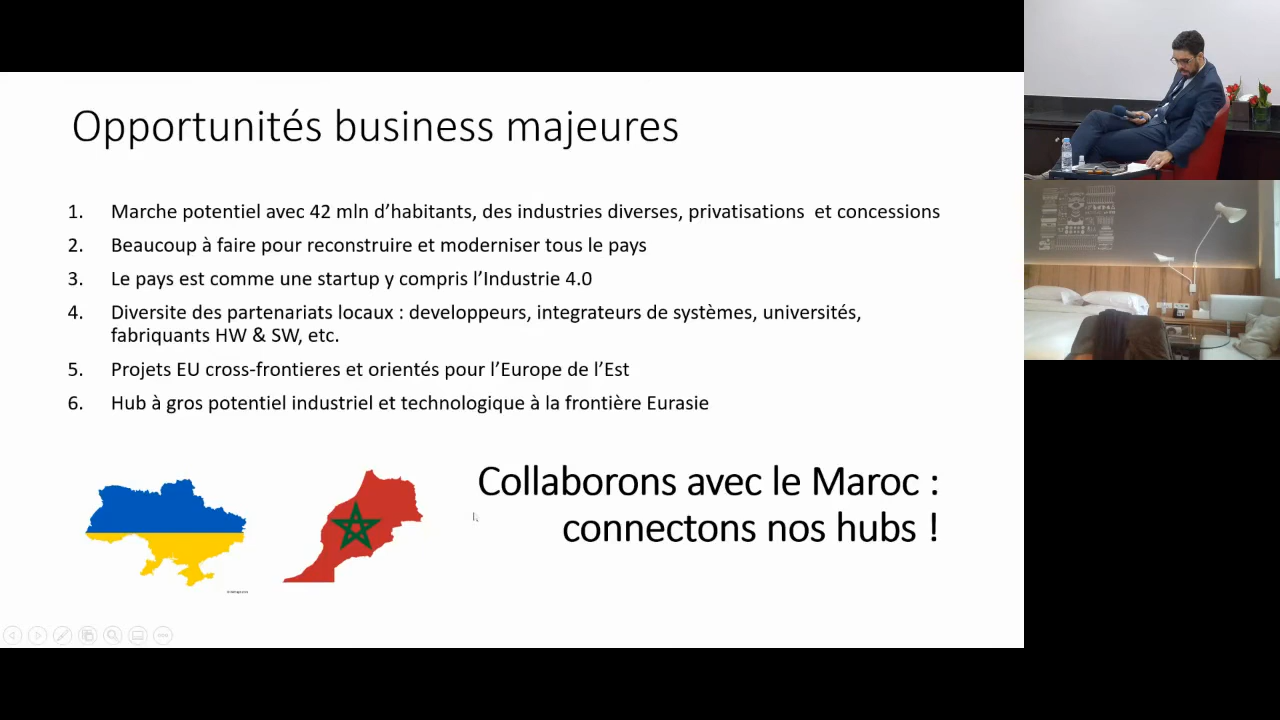 Opportunités business majeures
1. Marche potentiel avec 42 mln d’habitants, des industries diverses, privatisations et concessions
2. Beaucoup à faire pour reconstruire et moderniser tous le pays
3. Le pays est comme une startup y compris l’Industrie 4.0
4. Diversite des partenariats locaux : developpeurs, integrateurs de systèmes, universités,
fabriquants HW & SW, etc.
5. Projets EU cross-frontieres et orientés pour l’Europe de l’Est
6. Hub à gros potentiel industriel et technologique à la frontière Eurasie
Collaborons avec le Maroc :
connectons nos hubs !